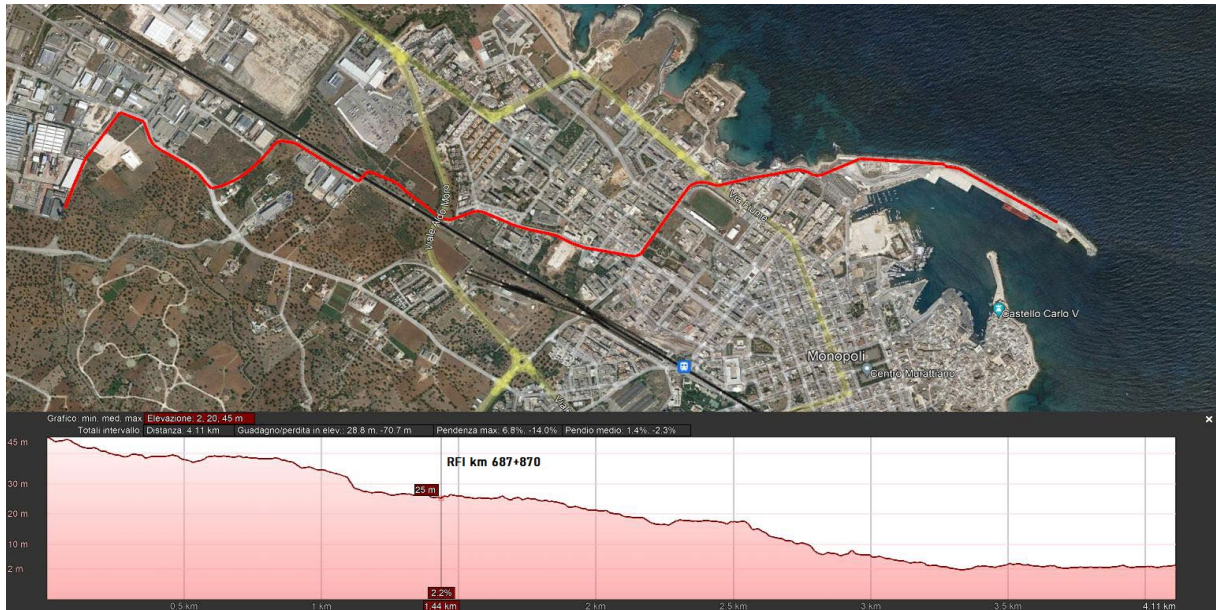 Viale Aldo Moro
Via Fiume
Castello Carlo V
Monopoli
Centro Murattiano
Grafico: min. med. max Elevazione: 2, 20, 45 m
Totali intervallo: Distanza: 4.11 km Guadagno/perdita in elev.: 28.8 m. -70.7 m Pendenza max: 6.8%. -14.0% Pendio medio: 1.4%. -2.3%
45 m
RFI km 687+870
30 m
25 m
20 m
10 m
2 m
2.2%
0.5 km 1 km 1.44 km 2 km 2.5 km 3 km 3.5 km 4.11 km